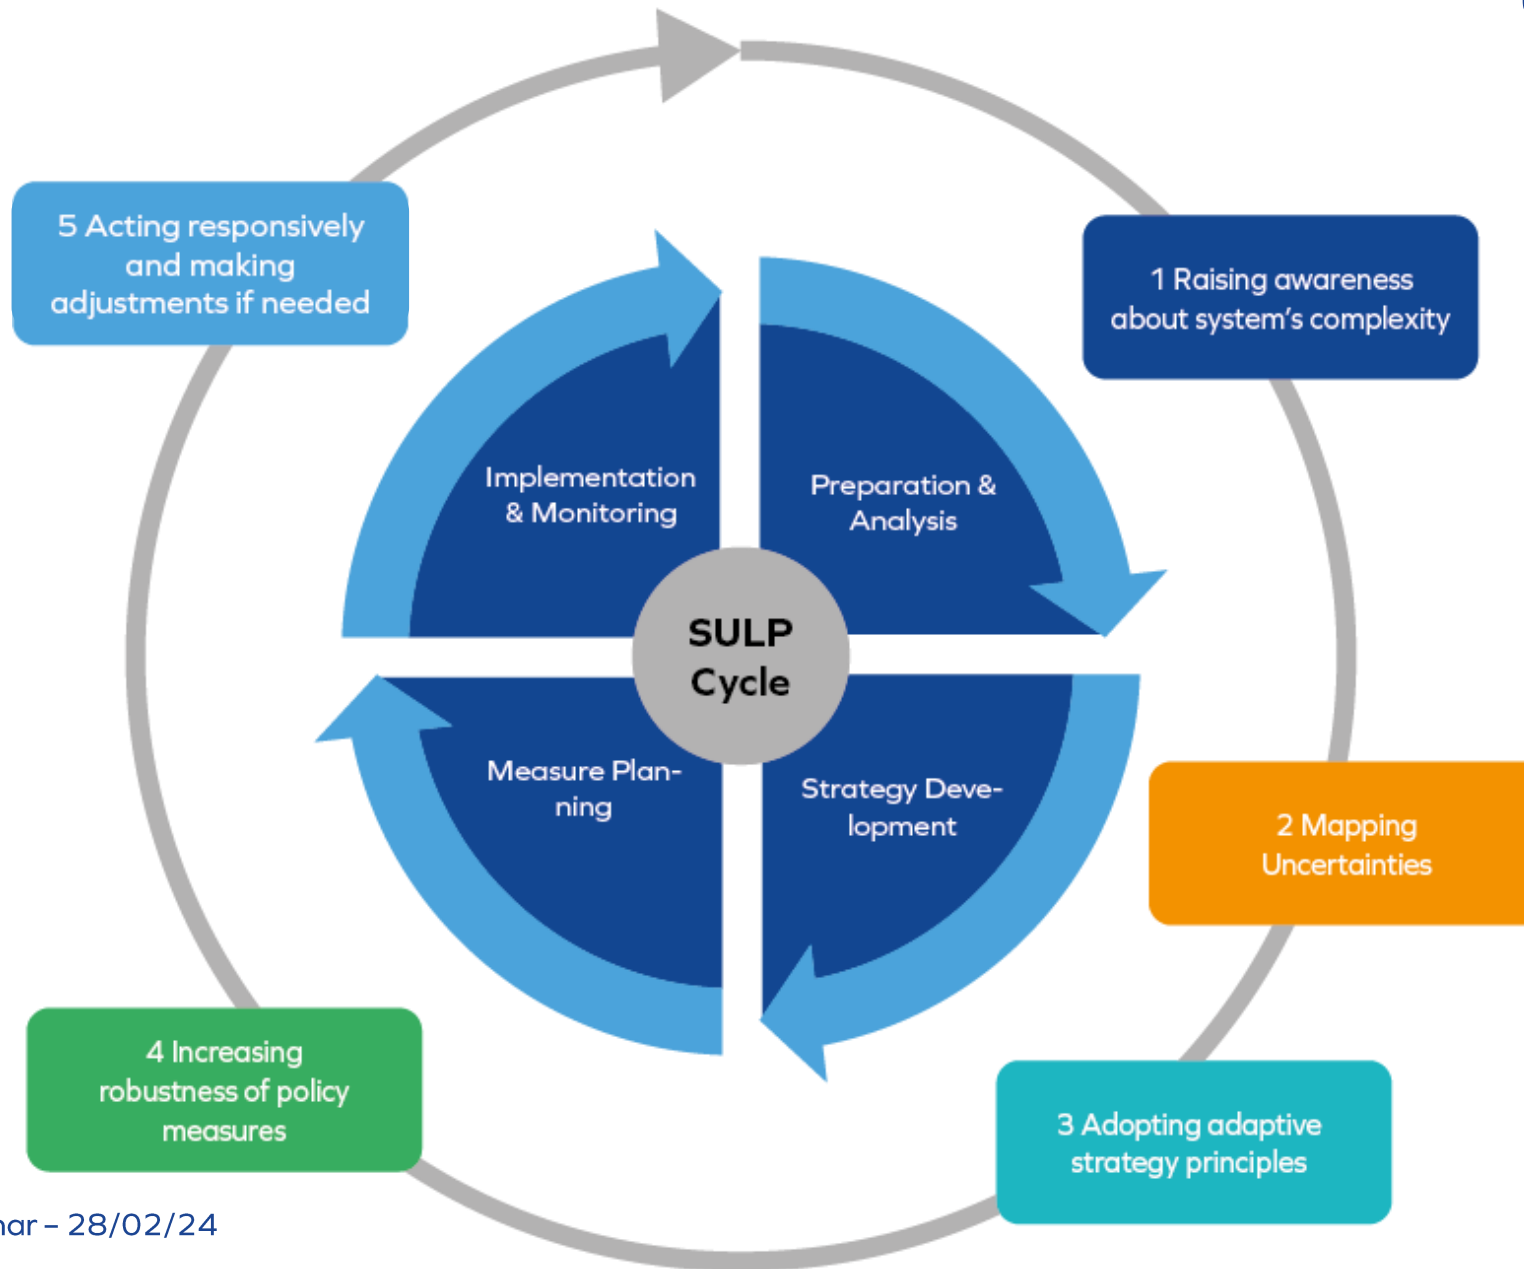 5 Acting responsively
and making
adjustments if needed
1 Raising awareness
about system's complexity
Implementation
& Monitoring
Preparation &
Analysis
SULP
Cycle
Measure Plan-
ning
Strategy Deve-
lopment
2 Mapping
Uncertainties
4 Increasing
robustness of policy
measures
3 Adopting adaptive
strategy principles
– 28/02/24